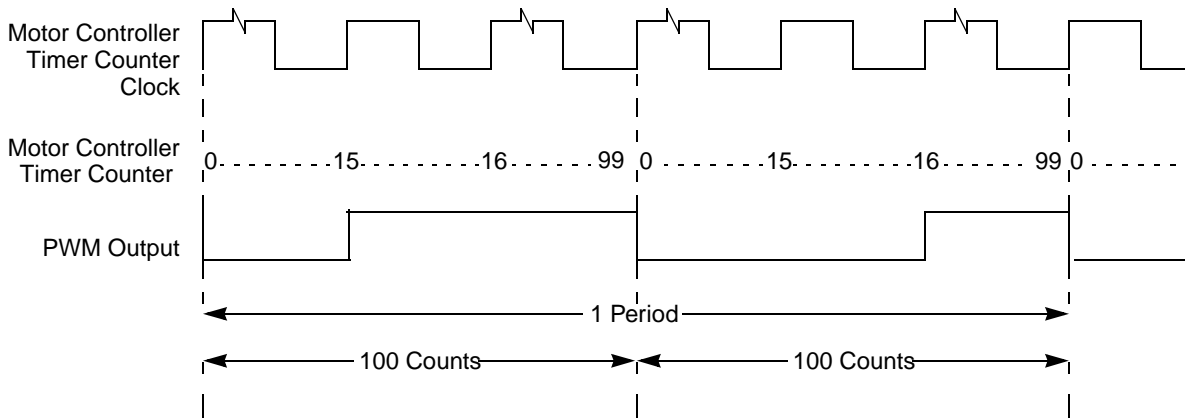 Motor Controller
Timer Counter
Clock
Motor Controller
Timer Counter
0 15 16 99 0 15 16 99 0
PWM Output
1 Period
100 Counts 100 Counts